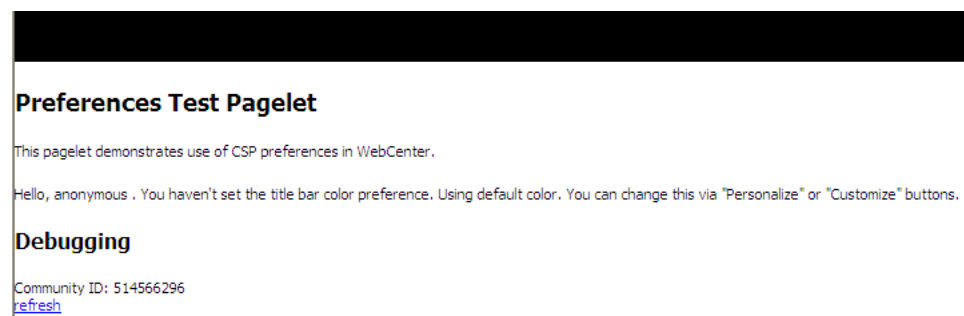 Preferences Test Pagelet
This pagelet demonstrates use of CSP preferences in WebCenter.
Hello, anonymous . You haven't set the title bar color preference. Using default color. You can change this via "Personalize" or "Customize" buttons.
Debugging
Community ID: 514566296
refresh